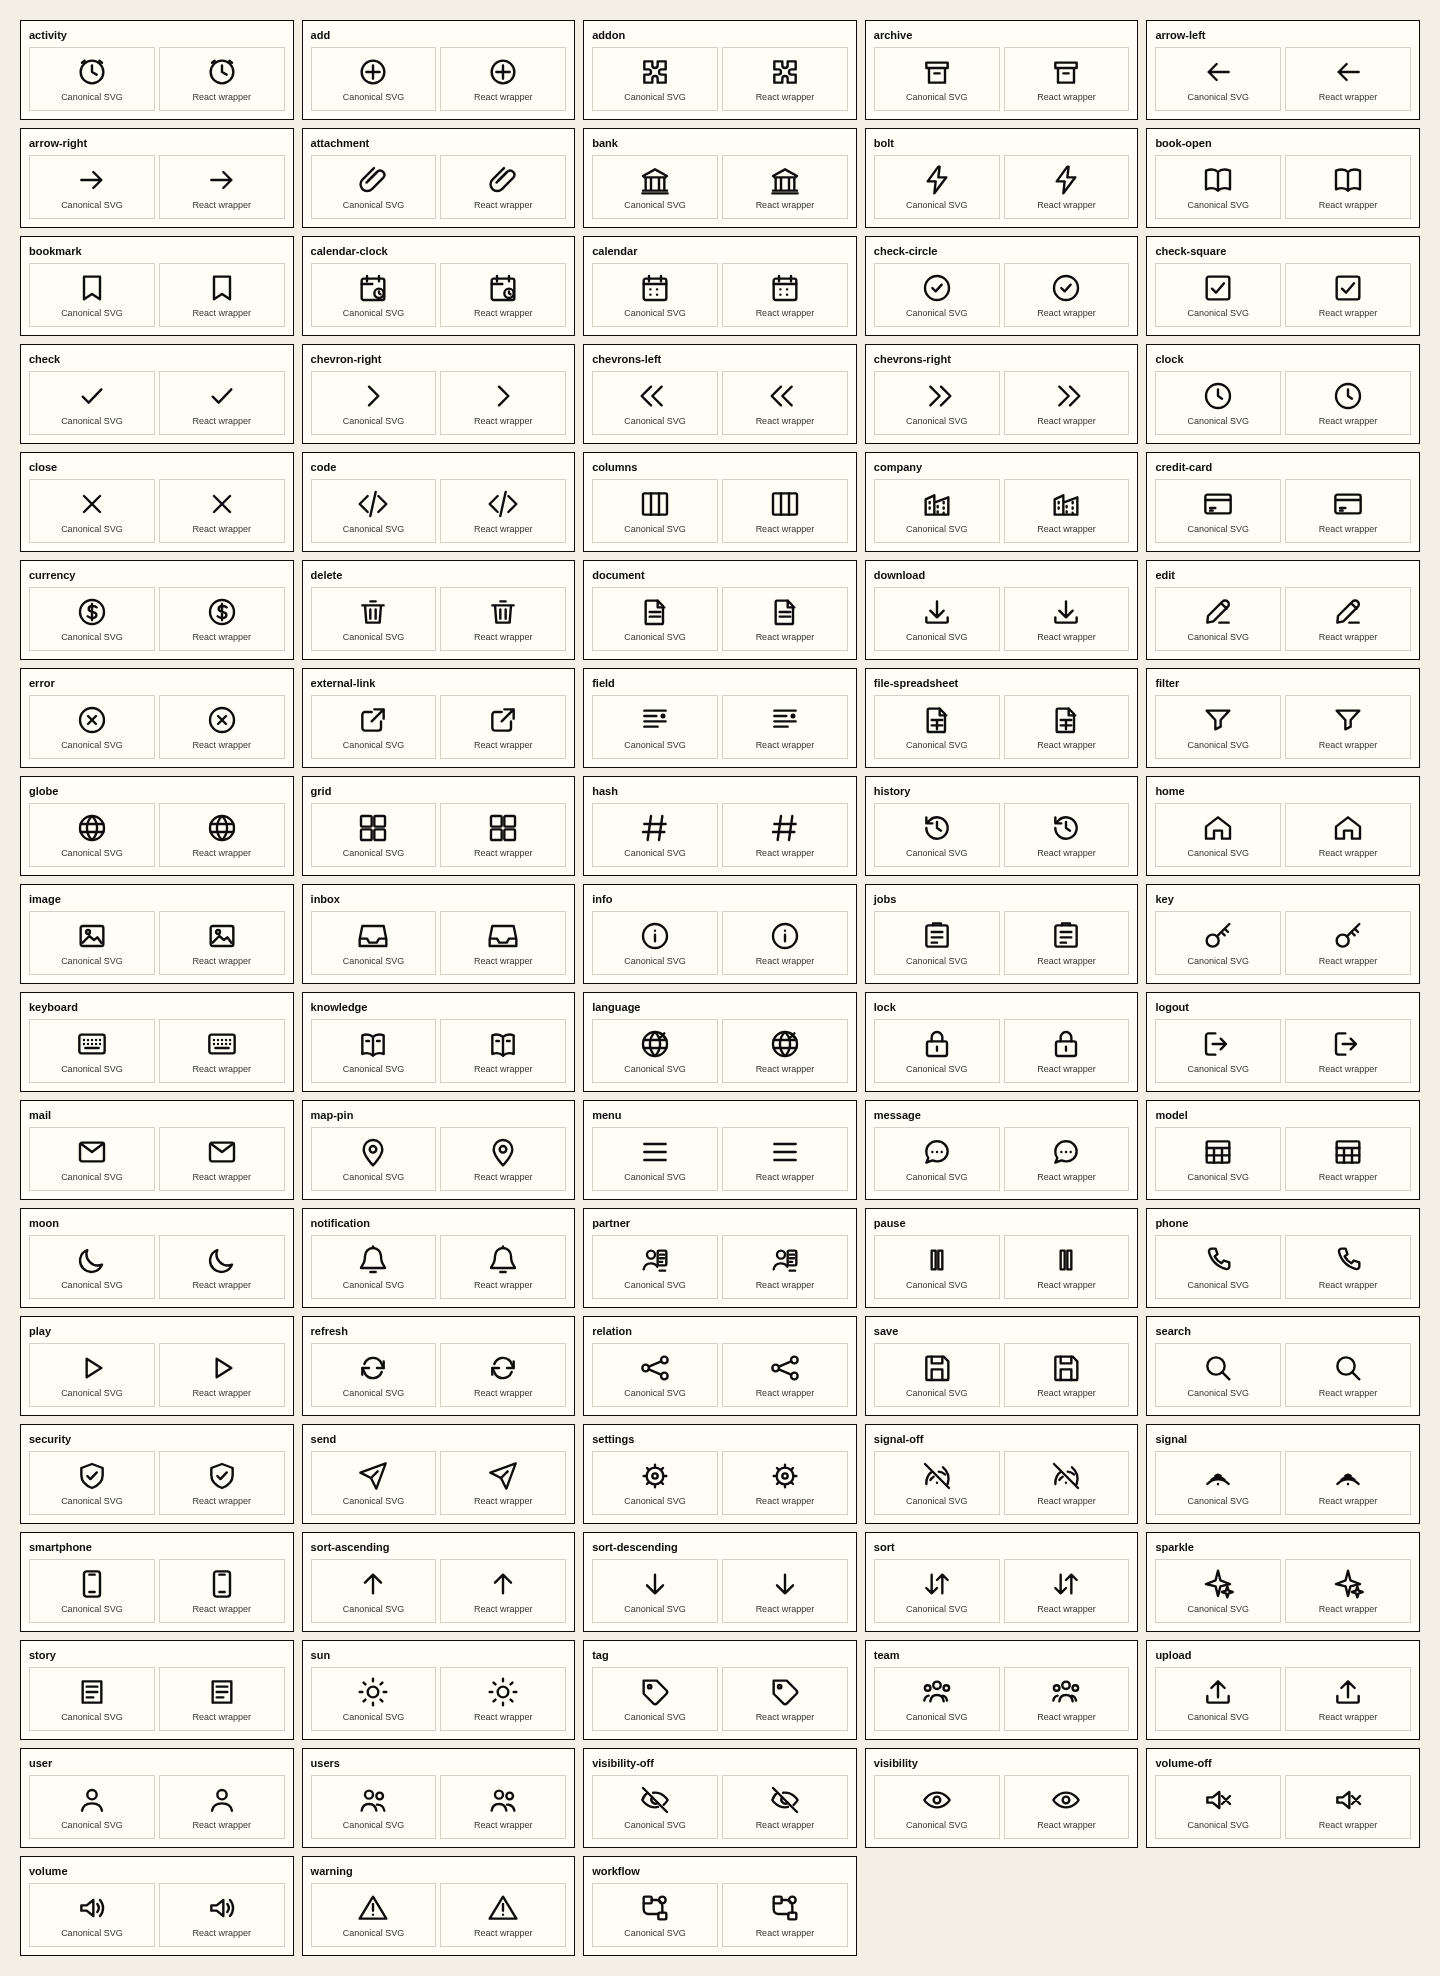 activity
Canonical SVG React wrapper
add
Canonical SVG React wrapper
addon
Canonical SVG React wrapper
archive
Canonical SVG React wrapper
arrow-left
Canonical SVG React wrapper
arrow-right
Canonical SVG React wrapper
attachment
Canonical SVG React wrapper
bank
Canonical SVG React wrapper
bolt
Canonical SVG React wrapper
book-open
Canonical SVG React wrapper
bookmark
Canonical SVG React wrapper
calendar-clock
Canonical SVG React wrapper
calendar
Canonical SVG React wrapper
check-circle
Canonical SVG React wrapper
check-square
Canonical SVG React wrapper
check
Canonical SVG React wrapper
chevron-right
Canonical SVG React wrapper
chevrons-left
Canonical SVG React wrapper
chevrons-right
Canonical SVG React wrapper
clock
Canonical SVG React wrapper
close
Canonical SVG React wrapper
code
Canonical SVG React wrapper
columns
Canonical SVG React wrapper
company
Canonical SVG React wrapper
credit-card
Canonical SVG React wrapper
currency
Canonical SVG React wrapper
delete
Canonical SVG React wrapper
document
Canonical SVG React wrapper
download
Canonical SVG React wrapper
edit
Canonical SVG React wrapper
error
Canonical SVG React wrapper
external-link
Canonical SVG React wrapper
field
Canonical SVG React wrapper
file-spreadsheet
Canonical SVG React wrapper
filter
Canonical SVG React wrapper
globe
Canonical SVG React wrapper
grid
Canonical SVG React wrapper
hash
Canonical SVG React wrapper
history
Canonical SVG React wrapper
home
Canonical SVG React wrapper
image
Canonical SVG React wrapper
inbox
Canonical SVG React wrapper
info
Canonical SVG React wrapper
jobs
Canonical SVG React wrapper
key
Canonical SVG React wrapper
keyboard
Canonical SVG React wrapper
knowledge
Canonical SVG React wrapper
language
Canonical SVG React wrapper
lock
Canonical SVG React wrapper
logout
Canonical SVG React wrapper
mail
Canonical SVG React wrapper
map-pin
Canonical SVG React wrapper
menu
Canonical SVG React wrapper
message
Canonical SVG React wrapper
model
Canonical SVG React wrapper
moon
Canonical SVG React wrapper
notification
Canonical SVG React wrapper
partner
Canonical SVG React wrapper
pause
Canonical SVG React wrapper
phone
Canonical SVG React wrapper
play
Canonical SVG React wrapper
refresh
Canonical SVG React wrapper
relation
Canonical SVG React wrapper
save
Canonical SVG React wrapper
search
Canonical SVG React wrapper
security
Canonical SVG React wrapper
send
Canonical SVG React wrapper
settings
Canonical SVG React wrapper
signal-off
Canonical SVG React wrapper
signal
Canonical SVG React wrapper
smartphone
Canonical SVG React wrapper
sort-ascending
Canonical SVG React wrapper
sort-descending
Canonical SVG React wrapper
sort
Canonical SVG React wrapper
sparkle
Canonical SVG React wrapper
story
Canonical SVG React wrapper
sun
Canonical SVG React wrapper
tag
Canonical SVG React wrapper
team
Canonical SVG React wrapper
upload
Canonical SVG React wrapper
user
Canonical SVG React wrapper
users
Canonical SVG React wrapper
visibility-off
Canonical SVG React wrapper
visibility
Canonical SVG React wrapper
volume-off
Canonical SVG React wrapper
volume
Canonical SVG React wrapper
warning
Canonical SVG React wrapper
workflow
Canonical SVG React wrapper